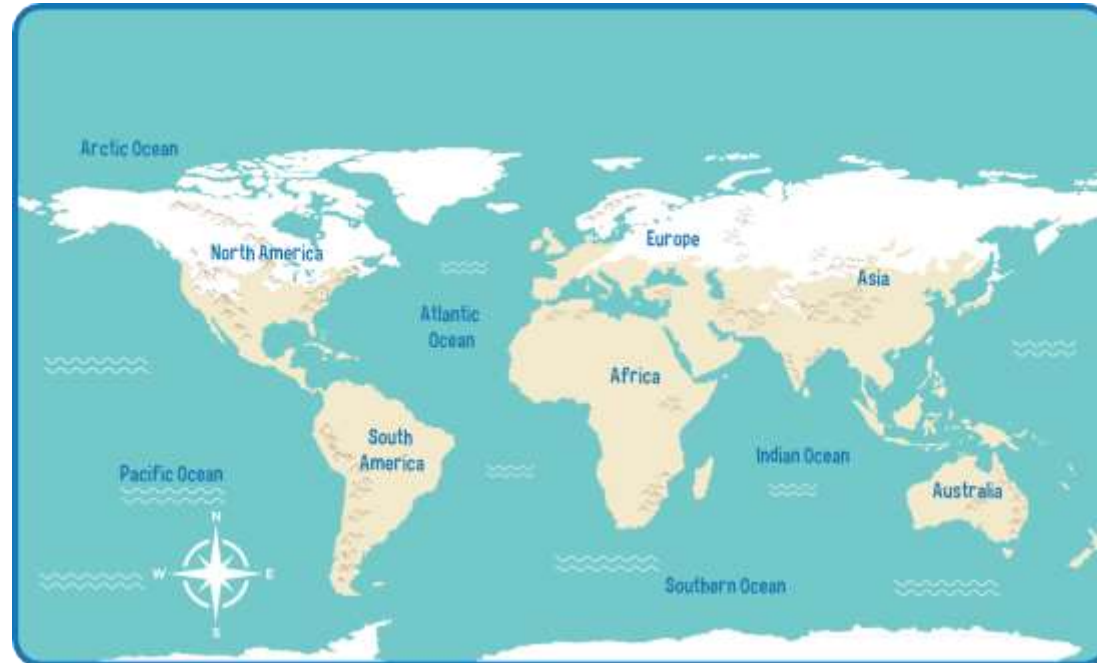 Arctic Ocean
North America
Europe
Asia
Atlantic
Ocean
Africa
South
America
Indian Ocean
Pacific Ocean
Australia
N
W E
S
Southern Ocean